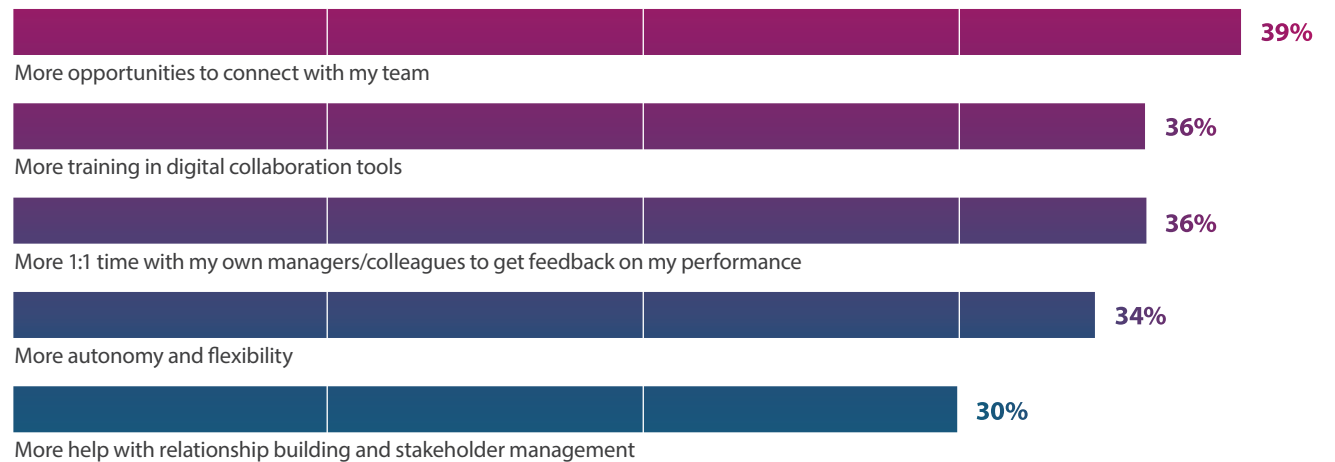 39%
More opportunities to connect with my team
36%
More training in digital collaboration tools
36%
More 1:1 time with my own managers/colleagues to get feedback on my performance
34%
More autonomy and flexibility
30%
More help with relationship building and stakeholder management